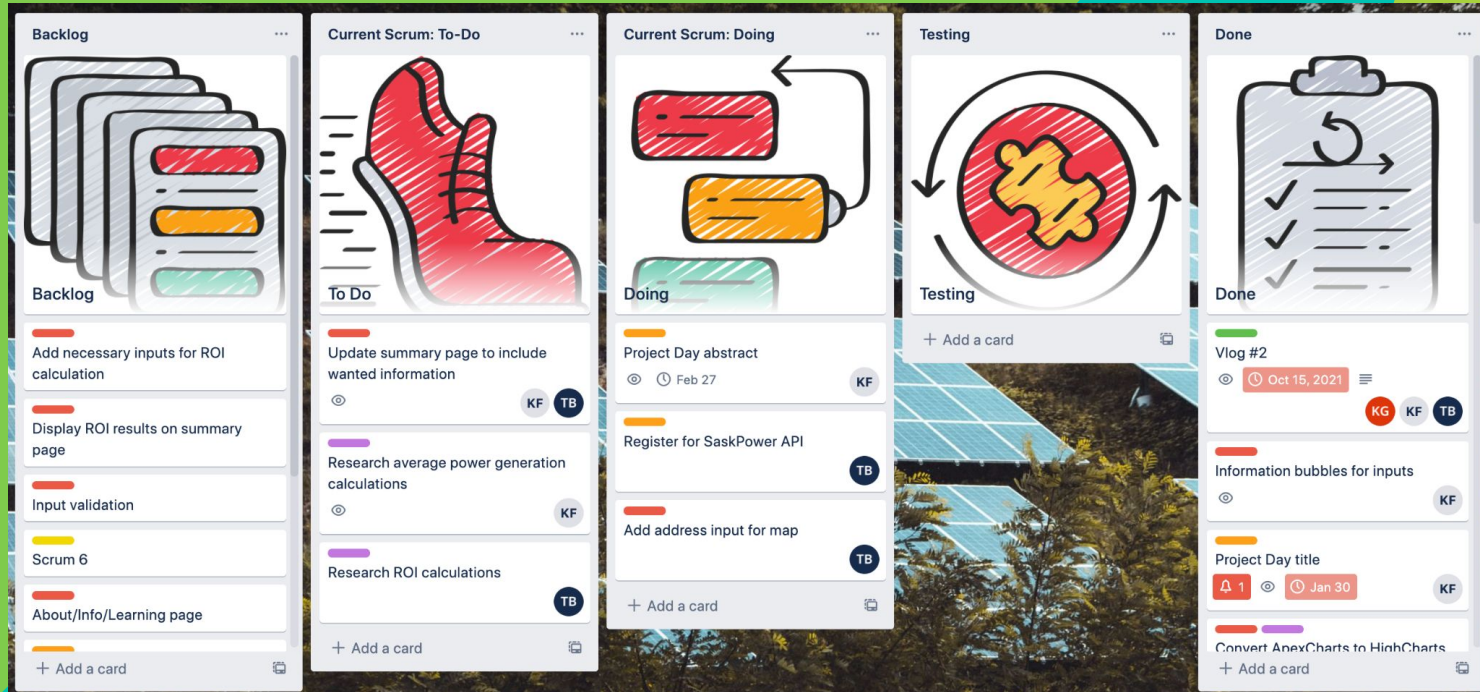 Backlog
Backlog
Add necessary inputs for ROI
calculation
Display ROI results on summary
page
Input validation
Scrum 6
About/Info/Learning page
+ Add a card
Current Scrum: To-Do
To Do
Update summary page to include
wanted information
KF TB
Research average power generation
calculations
KF
Research ROI calculations
TB
+ Add a card
Current Scrum: Doing
Doing
Project Day abstract
Feb 27
KF
Register for SaskPower API
TB
Add address input for map
TB
+ Add a card
Testing
Testing
+ Add a card
Done
Done
Vlog #2
Oct 15, 2021
KG KF TB
Information bubbles for inputs
KF
Project Day title
1 Jan 30
KF
Convert ApexCharts to HighCharts
+ Add a card